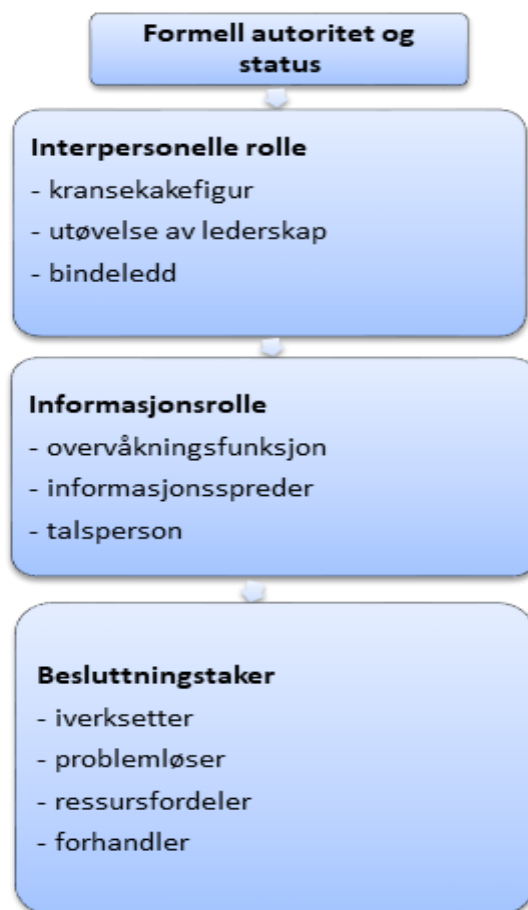 Formell autoritet og
status
Interpersonelle rolle
- kransekakefigur
- utøvelse av lederskap
- bindeledd
Informasjonsrolle
- overvåkningsfunksjon
- informasjonsspreder
- talsperson
Besluttningstaker
- iverksetter
- problemløser
- ressursfordeler
- forhandler